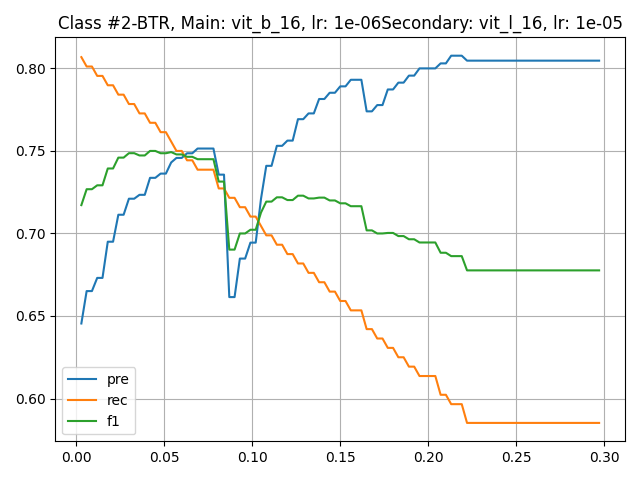 Class #2-BTR, Main: vit_b_16, lr: 1e-06Secondary: vit_l_16, lr: 1e-05
0.80
0.75
0.70
0.65
0.60
pre
rec
f1
0.00 0.05 0.10 0.15 0.20 0.25 0.30